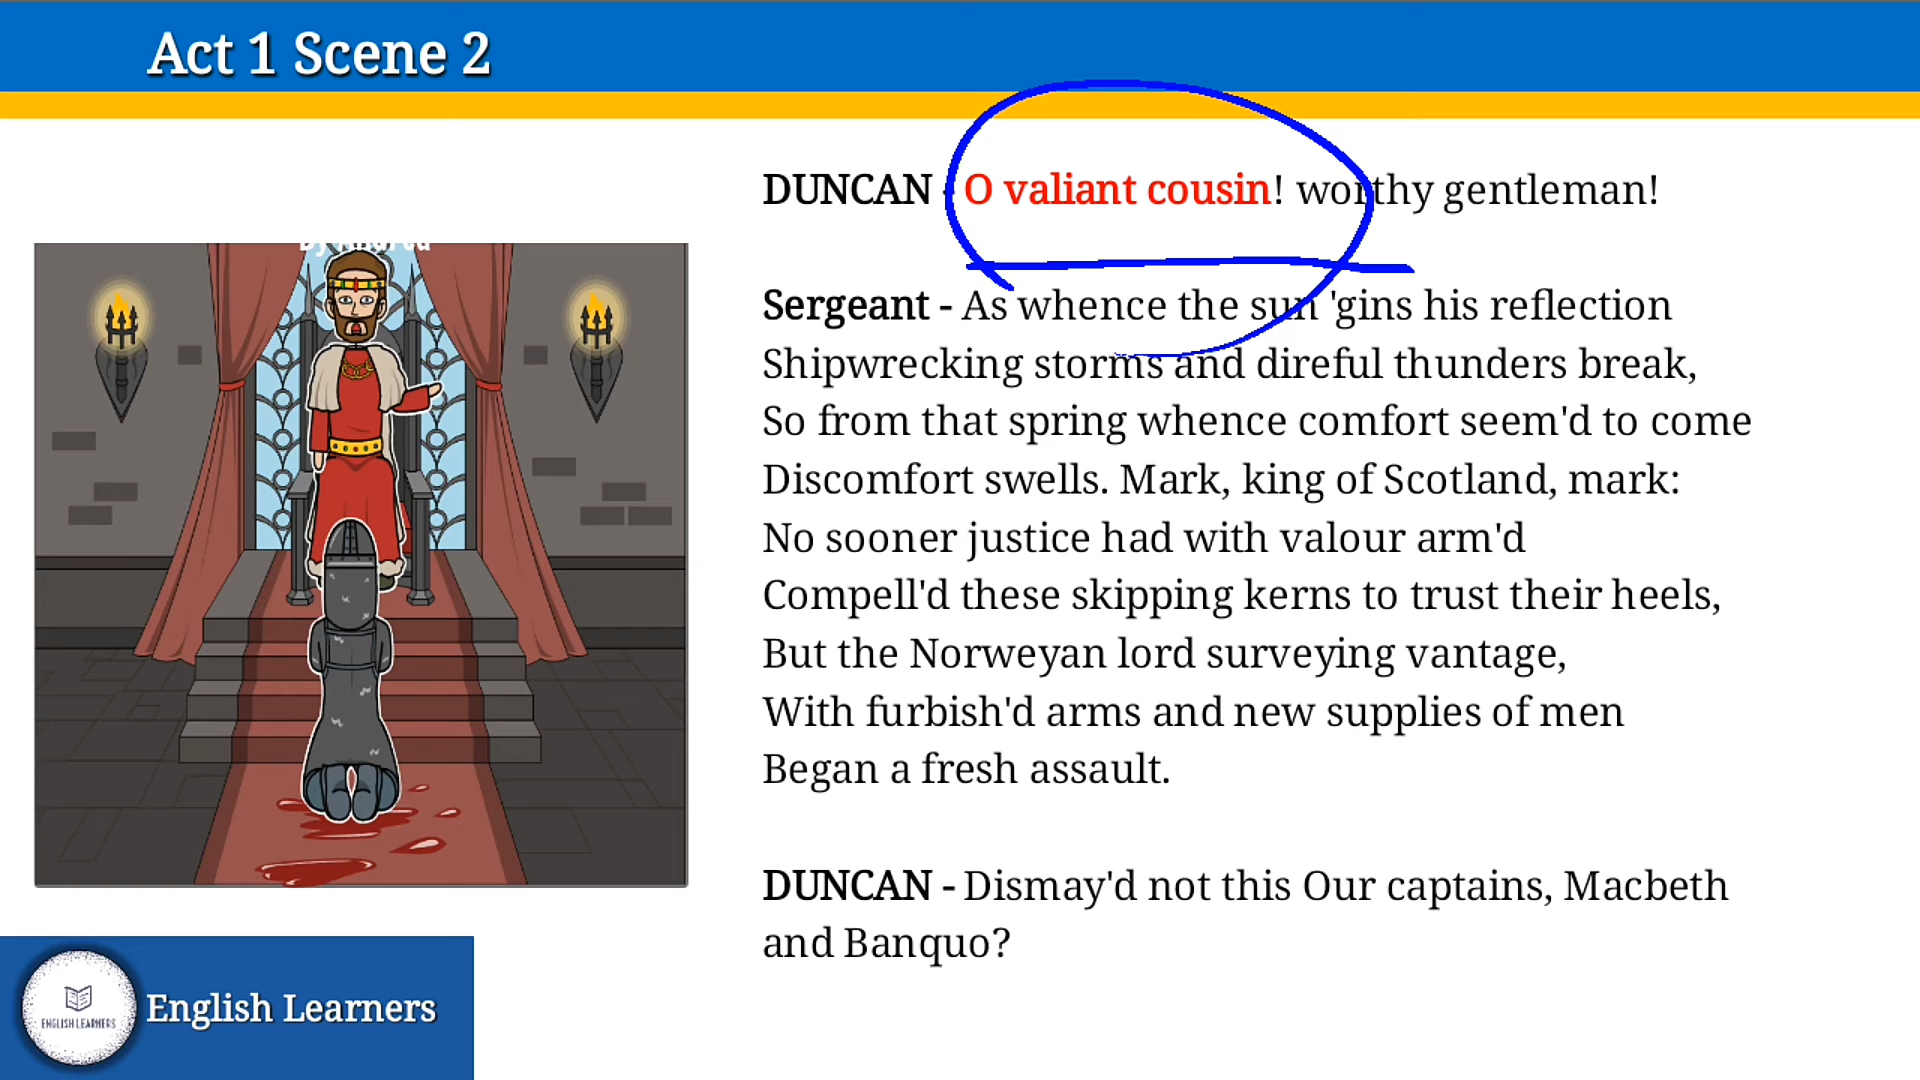 Act 1 Scene 2
DUNCAN - O valiant cousin! worthy gentleman!
Sergeant - As whence the sun 'gins his reflection
Shipwrecking storms and direful thunders break,
So from that spring whence comfort seem'd to come
Discomfort swells. Mark, king of Scotland, mark:
No sooner justice had with valour arm'd
Compell'd these skipping kerns to trust their heels,
But the Norweyan lord surveying vantage,
With furbish'd arms and new supplies of men
Began a fresh assault.
DUNCAN - Dismay'd not this Our captains, Macbeth
and Banquo?
ENGLISH LEARNERS
English Learners